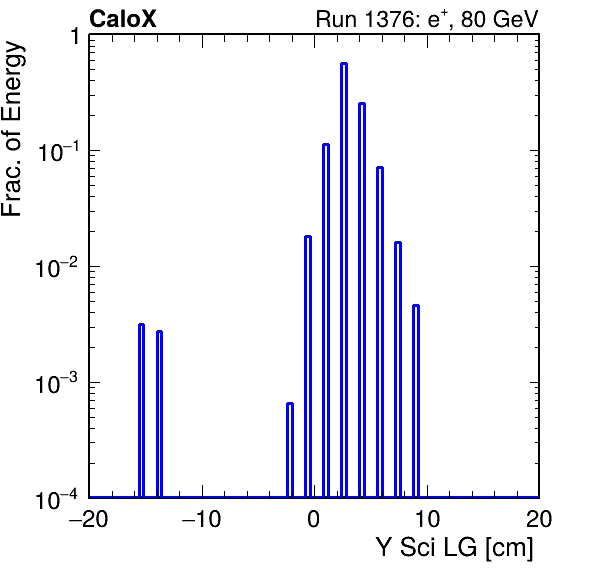 CaloX Run 1376: e⁺, 80 GeV
Frac. of Energy
1
10⁻¹
10⁻²
10⁻³
10⁻⁴
−20 −10 0 10 20
Y Sci LG [cm]